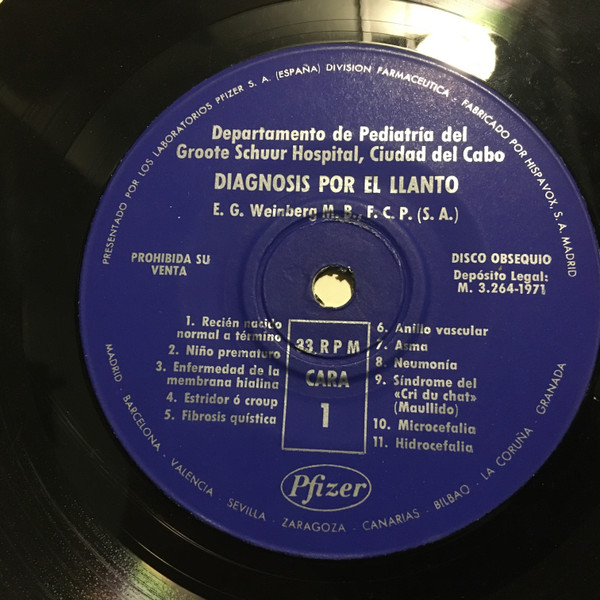 PRESENTADO POR LOS LABORATORIOS PFIZER S. A. (ESPAÑA) DIVISION FARMACEUTICA - FABRICADO POR HISPAVOX, S. A. MADRID
Departamento de Pediatría del
Groote Schuur Hospital, Ciudad del Cabo
DIAGNOSIS POR EL LLANTO
E. G. Weinberg M. B., F. C. P. (S. A.)
PROHIBIDA SU
VENTA
DISCO OBSEQUIO
Depósito Legal:
M. 3.264-1971
1. Recién nacido
normal a término
2. Niño prematuro
3. Enfermedad de la
membrana hialina
4. Estridor ó croup
5. Fibrosis quística
33 R P M
CARA
1
6. Anillo vascular
7. Asma
8. Neumonía
9. Síndrome del
«Cri du chat»
(Maullido)
10. Microcefalia
11. Hidrocefalia
Pfizer
MADRID · BARCELONA · VALENCIA · SEVILLA · ZARAGOZA · CANARIAS · BILBAO · LA CORUÑA · GRANADA